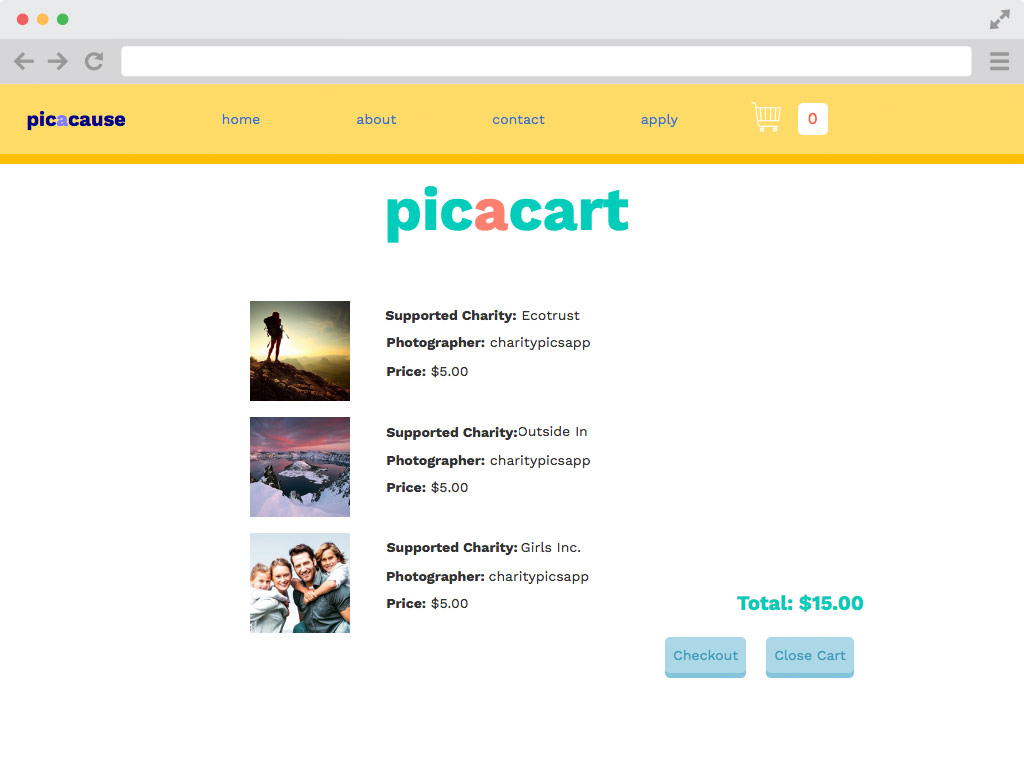 picacause home about contact apply 0
picacart
Supported Charity: Ecotrust
Photographer: charitypicsapp
Price: $5.00
Supported Charity:Outside In
Photographer: charitypicsapp
Price: $5.00
Supported Charity: Girls Inc.
Photographer: charitypicsapp
Price: $5.00
Total: $15.00
Checkout Close Cart